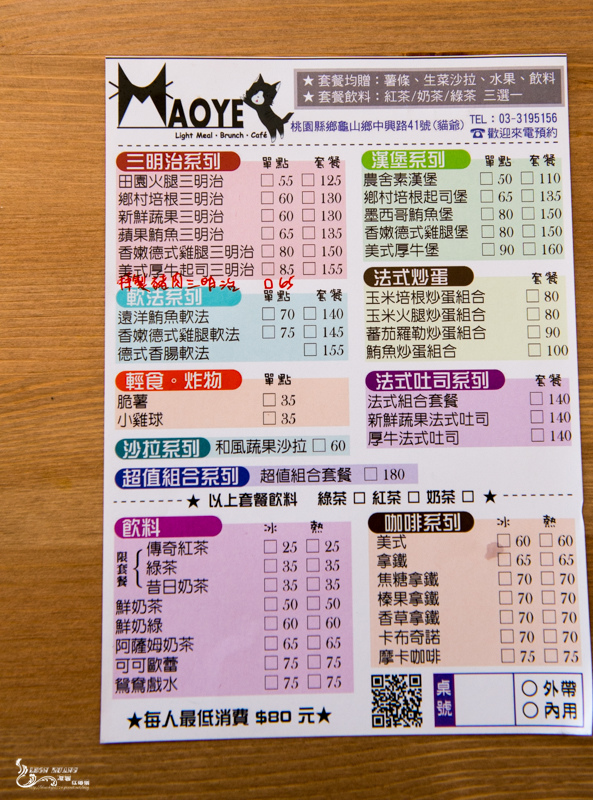 MAOYE
Light Meal・Brunch・Café
★ 套餐均贈：薯條、生菜沙拉、水果、飲料
★ 套餐飲料：紅茶/奶茶/綠茶 三選一
桃園縣鄉龜山鄉中興路41號(貓爺)
TEL：03-3195156
☎歡迎來電預約
三明治系列 單點 套餐
田園火腿三明治 □ 55 □ 125
鄉村培根三明治 □ 60 □ 130
新鮮蔬果三明治 □ 60 □ 130
蘋果鮪魚三明治 □ 65 □ 135
香嫩德式雞腿三明治 □ 80 □ 150
美式厚牛起司三明治 □ 85 □ 155
特製豬肉三明治 □ 65
軟法系列 單點 套餐
遠洋鮪魚軟法 □ 70 □ 140
香嫩德式雞腿軟法 □ 75 □ 145
德式香腸軟法 □ 155
輕食。炸物 單點
脆薯 □ 35
小雞球 □ 35
沙拉系列 和風蔬果沙拉 □ 60
漢堡系列 單點 套餐
農舍素漢堡 □ 50 □ 110
鄉村培根起司堡 □ 65 □ 135
墨西哥鮪魚堡 □ 80 □ 150
香嫩德式雞腿堡 □ 80 □ 150
美式厚牛堡 □ 90 □ 160
法式炒蛋 套餐
玉米培根炒蛋組合 □ 80
玉米火腿炒蛋組合 □ 80
蕃茄羅勒炒蛋組合 □ 90
鮪魚炒蛋組合 □ 100
法式吐司系列 套餐
法式組合套餐 □ 140
新鮮蔬果法式吐司 □ 140
厚牛法式吐司 □ 140
超值組合系列 超值組合套餐 □ 180
★ 以上套餐飲料 綠茶 □ 紅茶 □ 奶茶 □ ★
飲料 冰 熱
限套餐
傳奇紅茶 □ 25 □ 25
綠茶 □ 35 □ 35
昔日奶茶 □ 35 □ 35
鮮奶茶 □ 50 □ 50
鮮奶綠 □ 60 □ 60
阿薩姆奶茶 □ 65 □ 65
可可歐蕾 □ 75 □ 75
鴛鴦戲水 □ 75 □ 75
咖啡系列 冰 熱
美式 □ 60 □ 60
拿鐵 □ 65 □ 65
焦糖拿鐵 □ 70 □ 70
榛果拿鐵 □ 70 □ 70
香草拿鐵 □ 70 □ 70
卡布奇諾 □ 70 □ 70
摩卡咖啡 □ 75 □ 75
★每人最低消費 $80 元★
桌號
○ 外帶
○ 內用